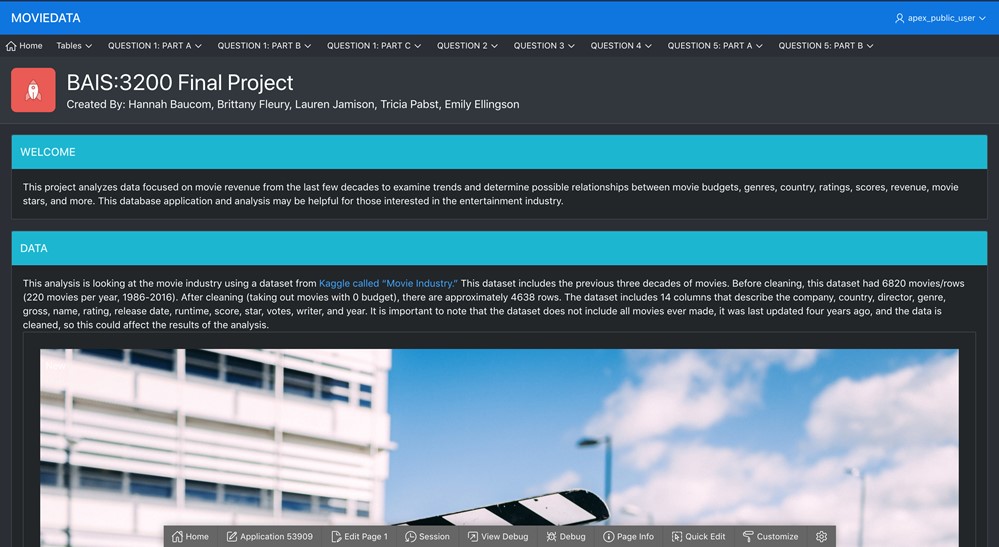 MOVIEDATA
apex_public_user
Home Tables QUESTION 1: PART A QUESTION 1: PART B QUESTION 1: PART C QUESTION 2 QUESTION 3 QUESTION 4 QUESTION 5: PART A QUESTION 5: PART B
BAIS:3200 Final Project
Created By: Hannah Baucom, Brittany Fleury, Lauren Jamison, Tricia Pabst, Emily Ellingson
WELCOME
This project analyzes data focused on movie revenue from the last few decades to examine trends and determine possible relationships between movie budgets, genres, country, ratings, scores, revenue, movie
stars, and more. This database application and analysis may be helpful for those interested in the entertainment industry.
DATA
This analysis is looking at the movie industry using a dataset from Kaggle called “Movie Industry.” This dataset includes the previous three decades of movies. Before cleaning, this dataset had 6820 movies/rows
(220 movies per year, 1986-2016). After cleaning (taking out movies with 0 budget), there are approximately 4638 rows. The dataset includes 14 columns that describe the company, country, director, genre,
gross, name, rating, release date, runtime, score, star, votes, writer, and year. It is important to note that the dataset does not include all movies ever made, it was last updated four years ago, and the data is
cleaned, so this could affect the results of the analysis.
Home Application 53909 Edit Page 1 Session View Debug Debug Page Info Quick Edit Customize